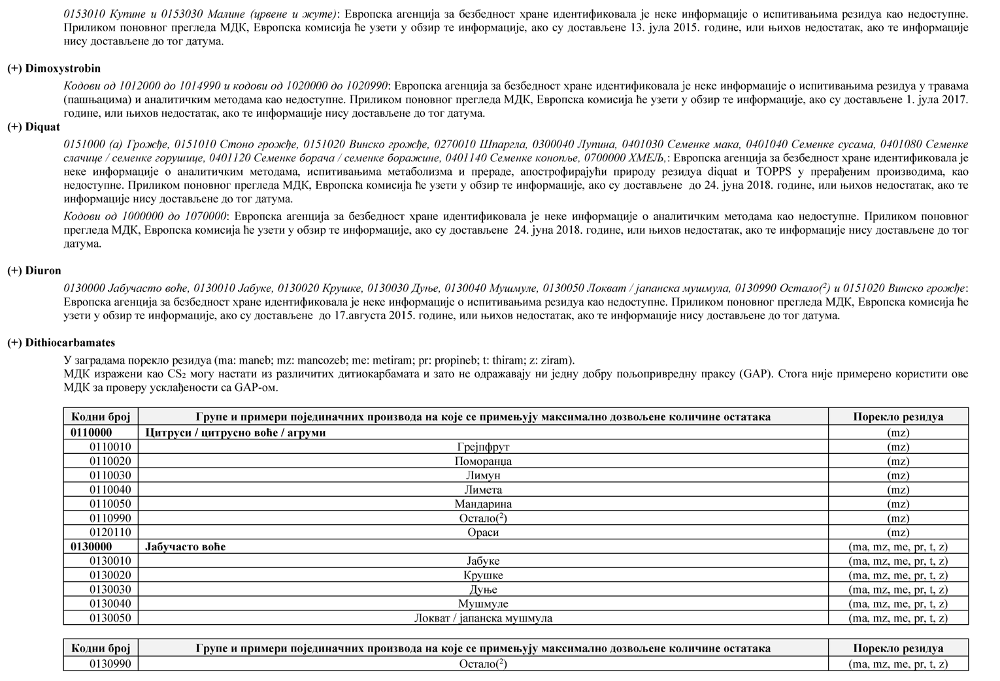 0153010 Купине и 0153030 Малине (црвене и жуте): Европска агенција за безбедност хране идентификовала је неке информације о испитивањима резидуа као недоступне.
Приликом поновног прегледа МДК, Европска комисија ће узети у обзир те информације, ако су достављене 13. јула 2015. године, или њихов недостатак, ако те информације
нису достављене до тог датума.
(+) Dimoxystrobin
Кодови од 1012000 до 1014990 и кодови од 1020000 до 1020990: Европска агенција за безбедност хране идентификовала је неке информације о испитивањима резидуа у травама
(пашњацима) и аналитичким методама као недоступне. Приликом поновног прегледа МДК, Европска комисија ће узети у обзир те информације, ако су достављене 1. јула 2017.
године, или њихов недостатак, ако те информације нису достављене до тог датума.
(+) Diquat
0151000 (а) Грожђе, 0151010 Стоно грожђе, 0151020 Винско грожђе, 0270010 Шпаргла, 0300040 Лупина, 0401030 Семенке мака, 0401040 Семенке сусама, 0401080 Семенке
слачице / семенке горушице, 0401120 Семенке борача / семенке боражине, 0401140 Семенке конопље, 0700000 ХМЕЉ,: Европска агенција за безбедност хране идентификовала је
неке информације о аналитичким методама, испитивањима метаболизма и прераде, апострофирајући природу резидуа diquat и TOPPS у прерађеним производима, као
недоступне. Приликом поновног прегледа МДК, Европска комисија ће узети у обзир те информације, ако су достављене до 24. јуна 2018. године, или њихов недостатак, ако те
информације нису достављене до тог датума.
Кодови од 1000000 до 1070000: Европска агенција за безбедност хране идентификовала је неке информације о аналитичким методама као недоступне. Приликом поновног
прегледа МДК, Европска комисија ће узети у обзир те информације, ако су достављене 24. јуна 2018. године, или њихов недостатак, ако те информације нису достављене до тог
датума.
(+) Diuron
0130000 Јабучасто воће, 0130010 Јабуке, 0130020 Крушке, 0130030 Дуње, 0130040 Мушмуле, 0130050 Локват / јапанска мушмула, 0130990 Остало(²) и 0151020 Винско грожђе:
Европска агенција за безбедност хране идентификовала је неке информације о испитивањима резидуа као недоступне. Приликом поновног прегледа МДК, Европска комисија ће
узети у обзир те информације, ако су достављене до 17.августа 2015. године, или њихов недостатак, ако те информације нису достављене до тог датума.
(+) Dithiocarbamates
У заградама порекло резидуа (ma: maneb; mz: mancozeb; me: metiram; pr: propineb; t: thiram; z: ziram).
МДК изражени као CS₂ могу настати из различитих дитиокарбамата и зато не одражавају ни једну добру пољопривредну праксу (GAP). Стога није примерено користити ове
МДК за проверу усклађености са GAP-ом.
Кодни број Групе и примери појединачних производа на које се примењују максимално дозвољене количине остатака Порекло резидуа
0110000 Цитруси / цитрусно воће / агруми (mz)
0110010 Грејпфрут (mz)
0110020 Поморанџа (mz)
0110030 Лимун (mz)
0110040 Лимета (mz)
0110050 Мандарина (mz)
0110990 Остало(²) (mz)
0120110 Ораси (mz)
0130000 Јабучасто воће (ma, mz, me, pr, t, z)
0130010 Јабуке (ma, mz, me, pr, t, z)
0130020 Крушке (ma, mz, me, pr, t, z)
0130030 Дуње (ma, mz, me, pr, t, z)
0130040 Мушмуле (ma, mz, me, pr, t, z)
0130050 Локват / јапанска мушмула (ma, mz, me, pr, t, z)
Кодни број Групе и примери појединачних производа на које се примењују максимално дозвољене количине остатака Порекло резидуа
0130990 Остало(²) (ma, mz, me, pr, t, z)